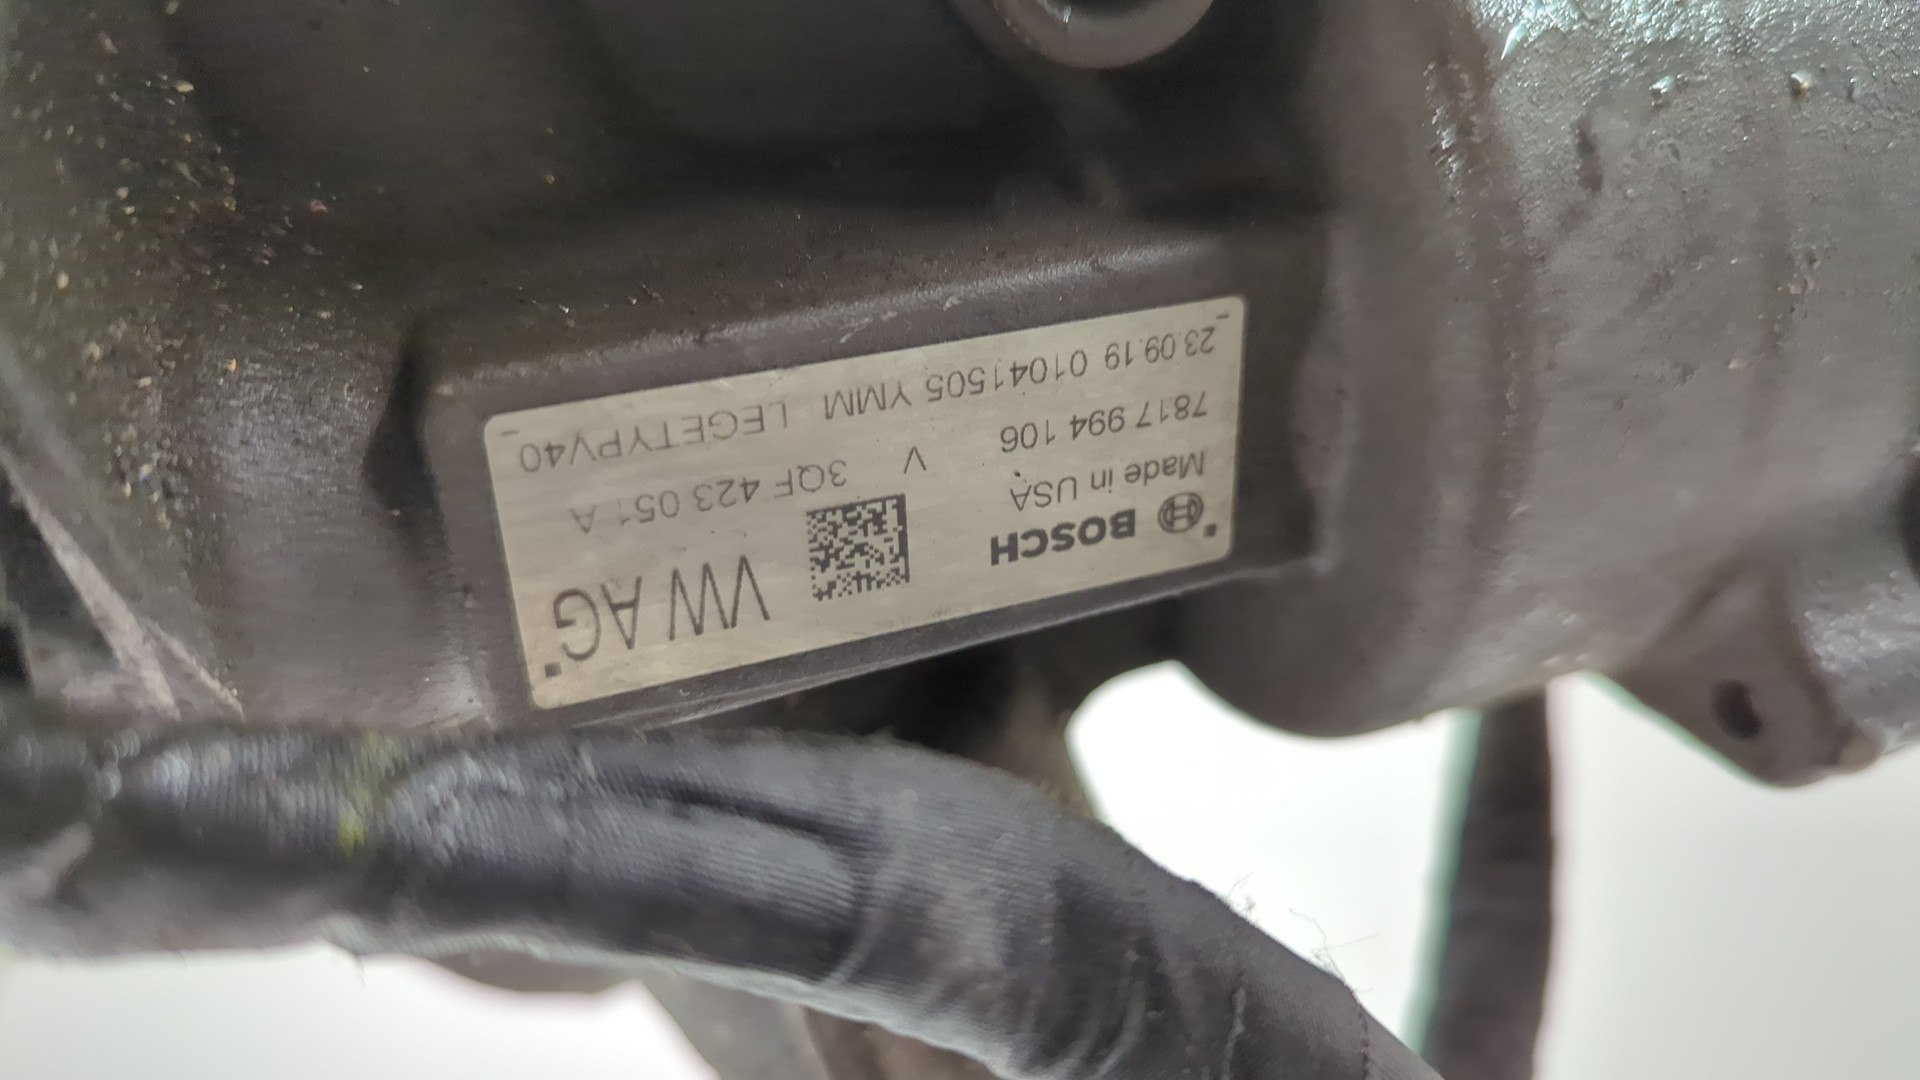 VW AG
BOSCH
Made in USA
7817 994 106 V 3QF 423 051 A
23.09.19 01041505 YMM LEGETYPV40